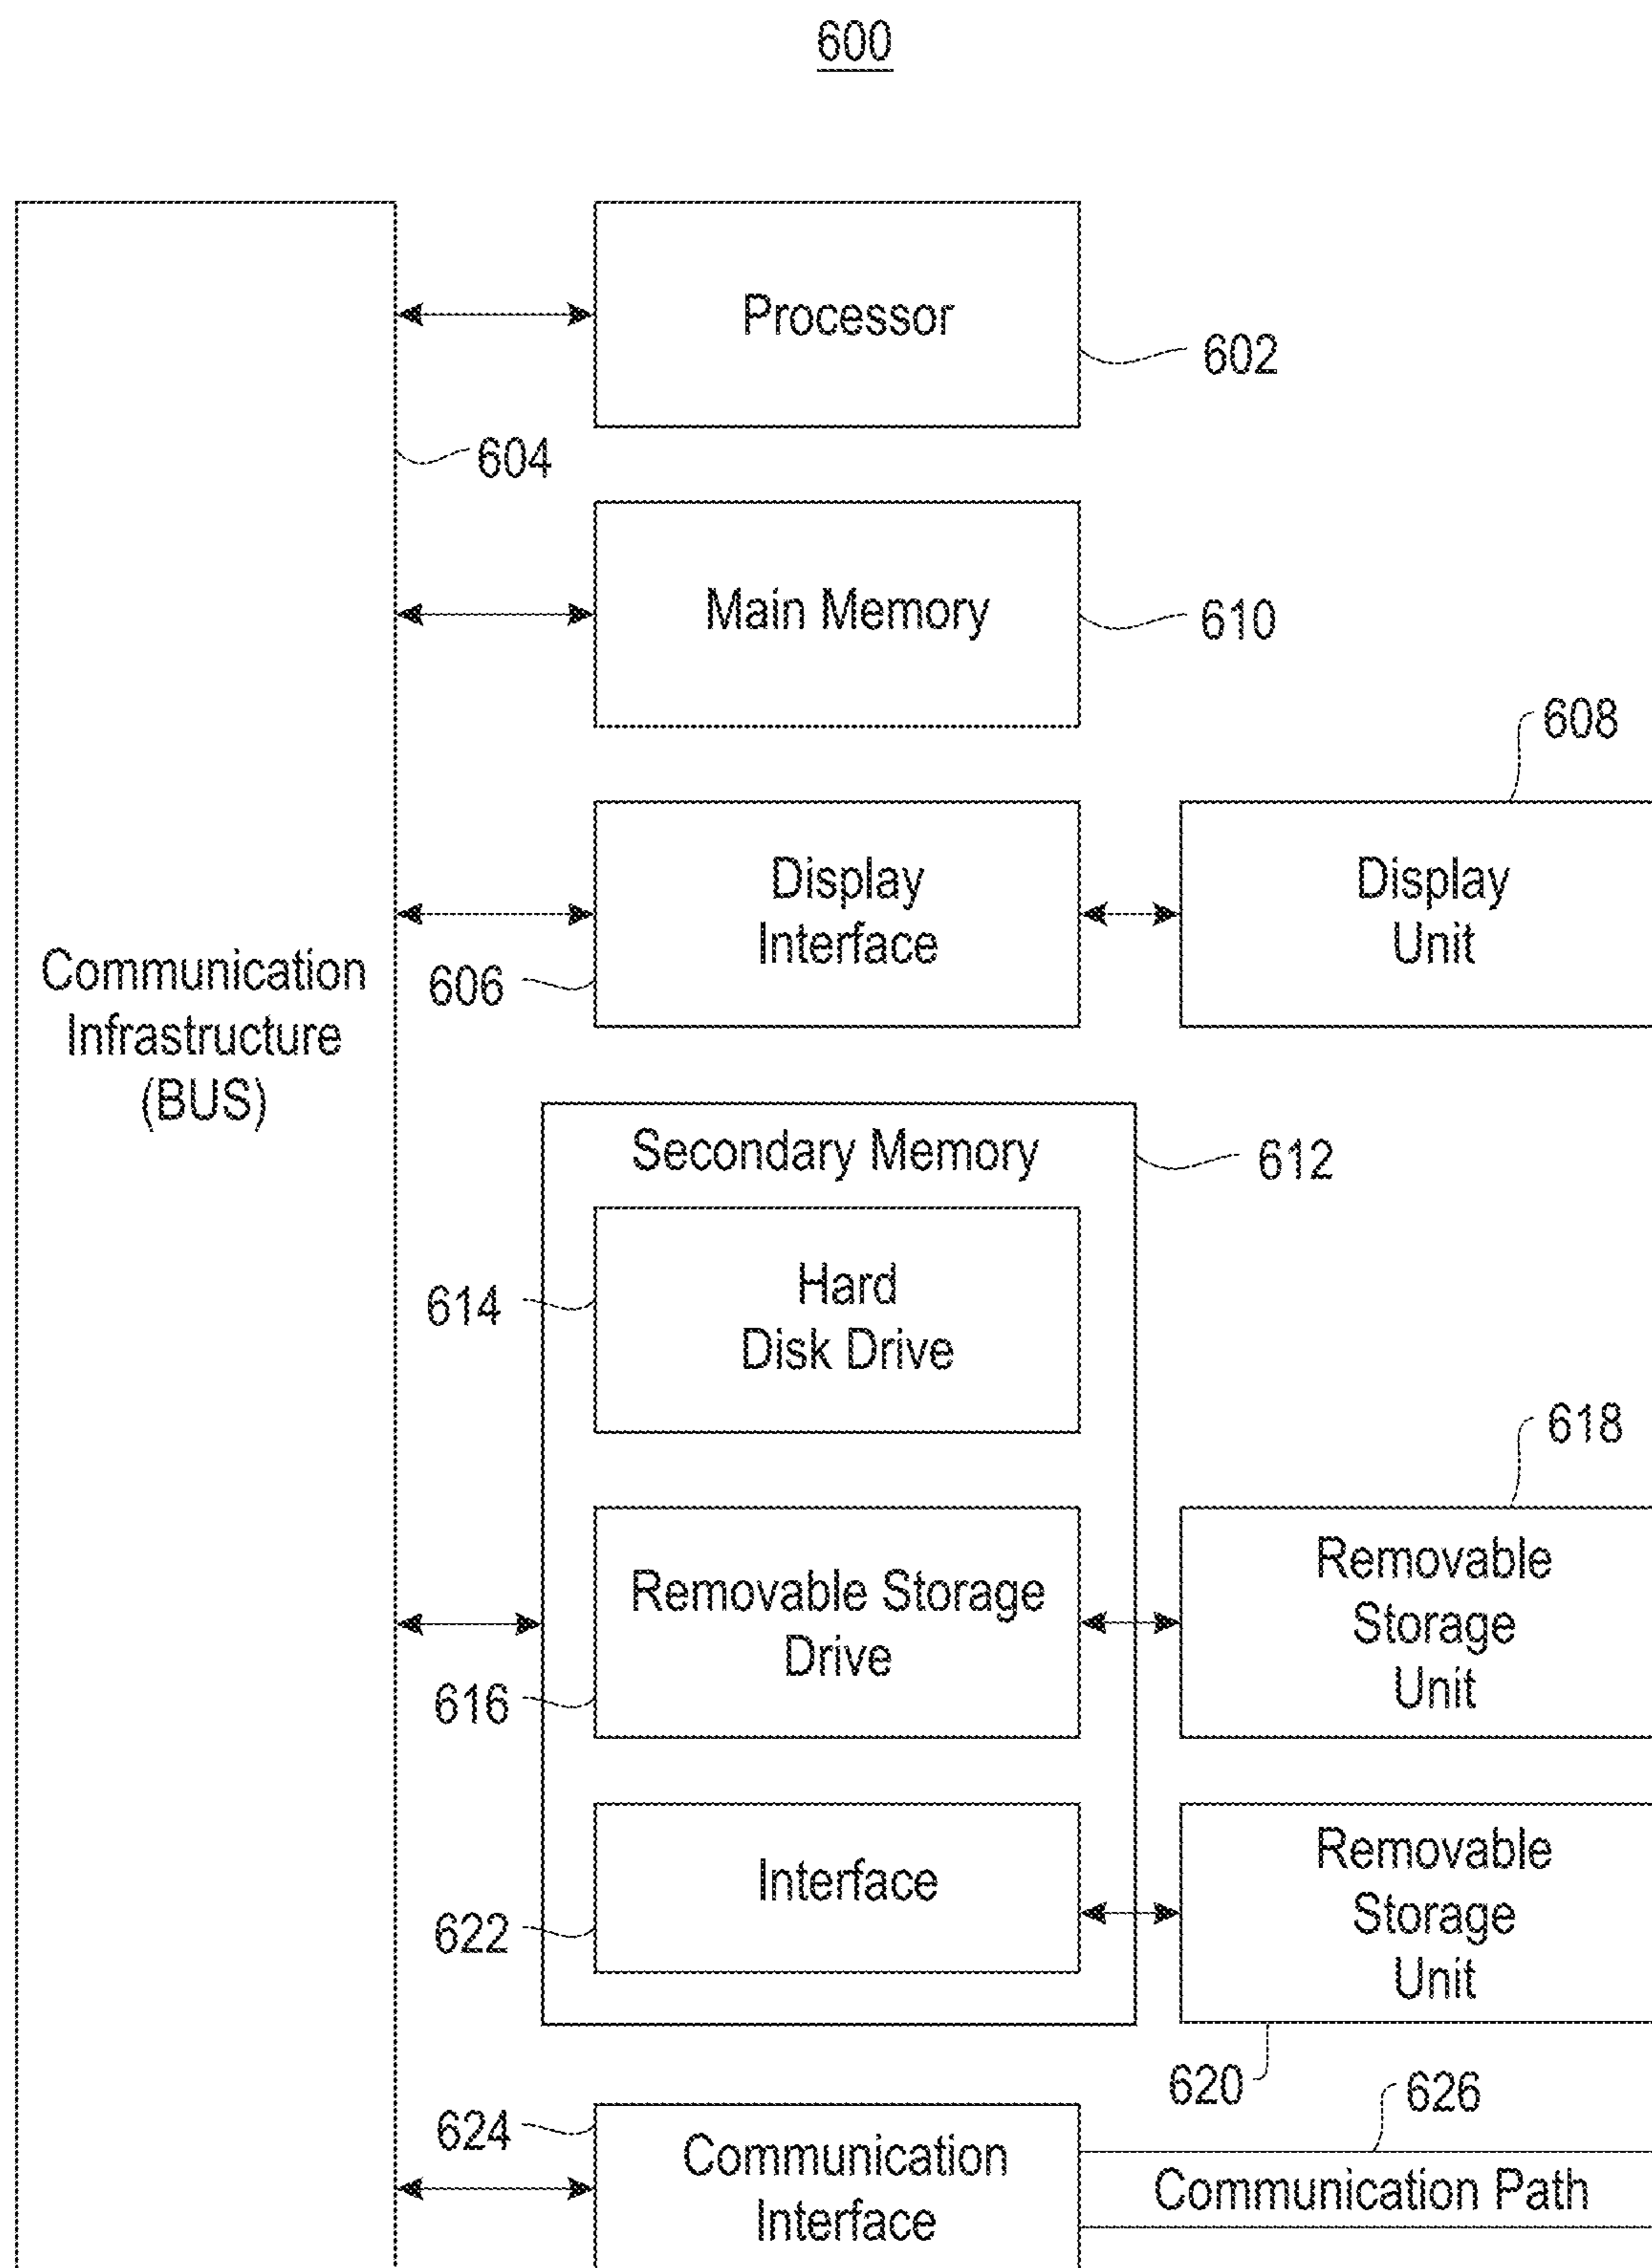 600
Processor
602
604
Main Memory
610
608
Display
Interface
606
Display
Unit
Communication
Infrastructure
(BUS)
Secondary Memory
612
Hard
Disk Drive
614
618
Removable Storage
Drive
616
Removable
Storage
Unit
Interface
622
Removable
Storage
Unit
620
624
Communication
Interface
626
Communication Path